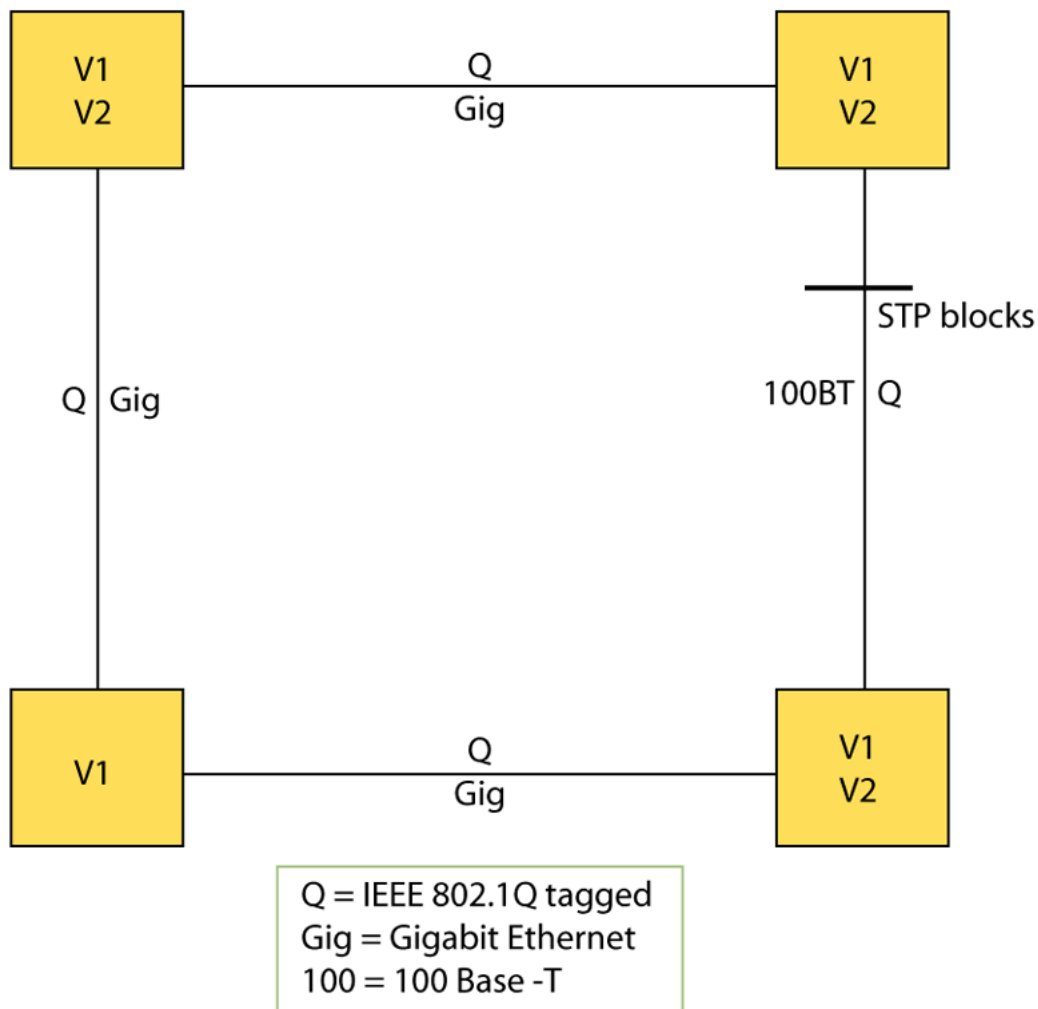 V1
V2
Q
Gig
V1
V2
STP blocks
Q Gig
100BT Q
V1
Q
Gig
V1
V2
Q = IEEE 802.1Q tagged
Gig = Gigabit Ethernet
100 = 100 Base -T